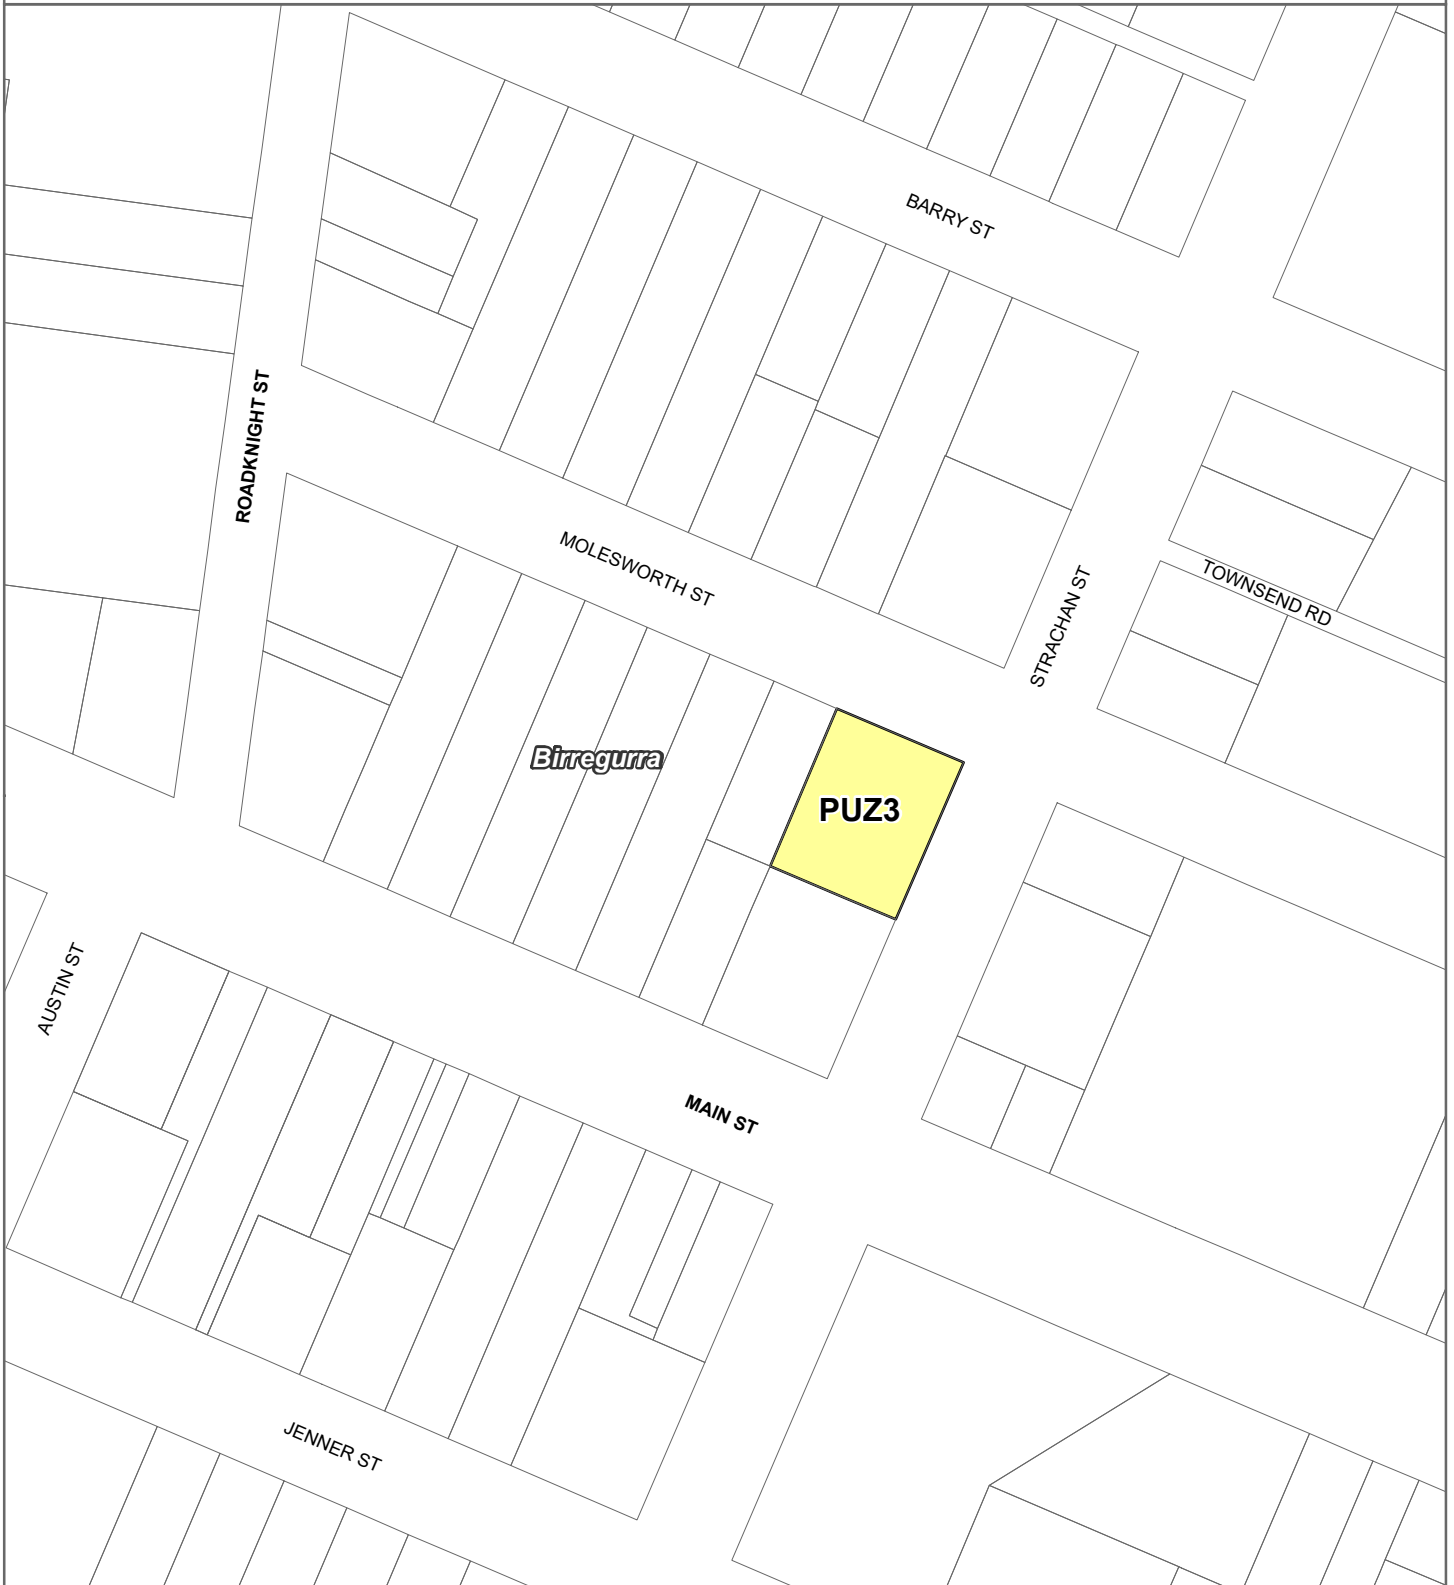 BARRY ST
ROADKNIGHT ST
MOLESWORTH ST
STRACHAN ST
TOWNSEND RD
Birregurra
PUZ3
AUSTIN ST
MAIN ST
JENNER ST